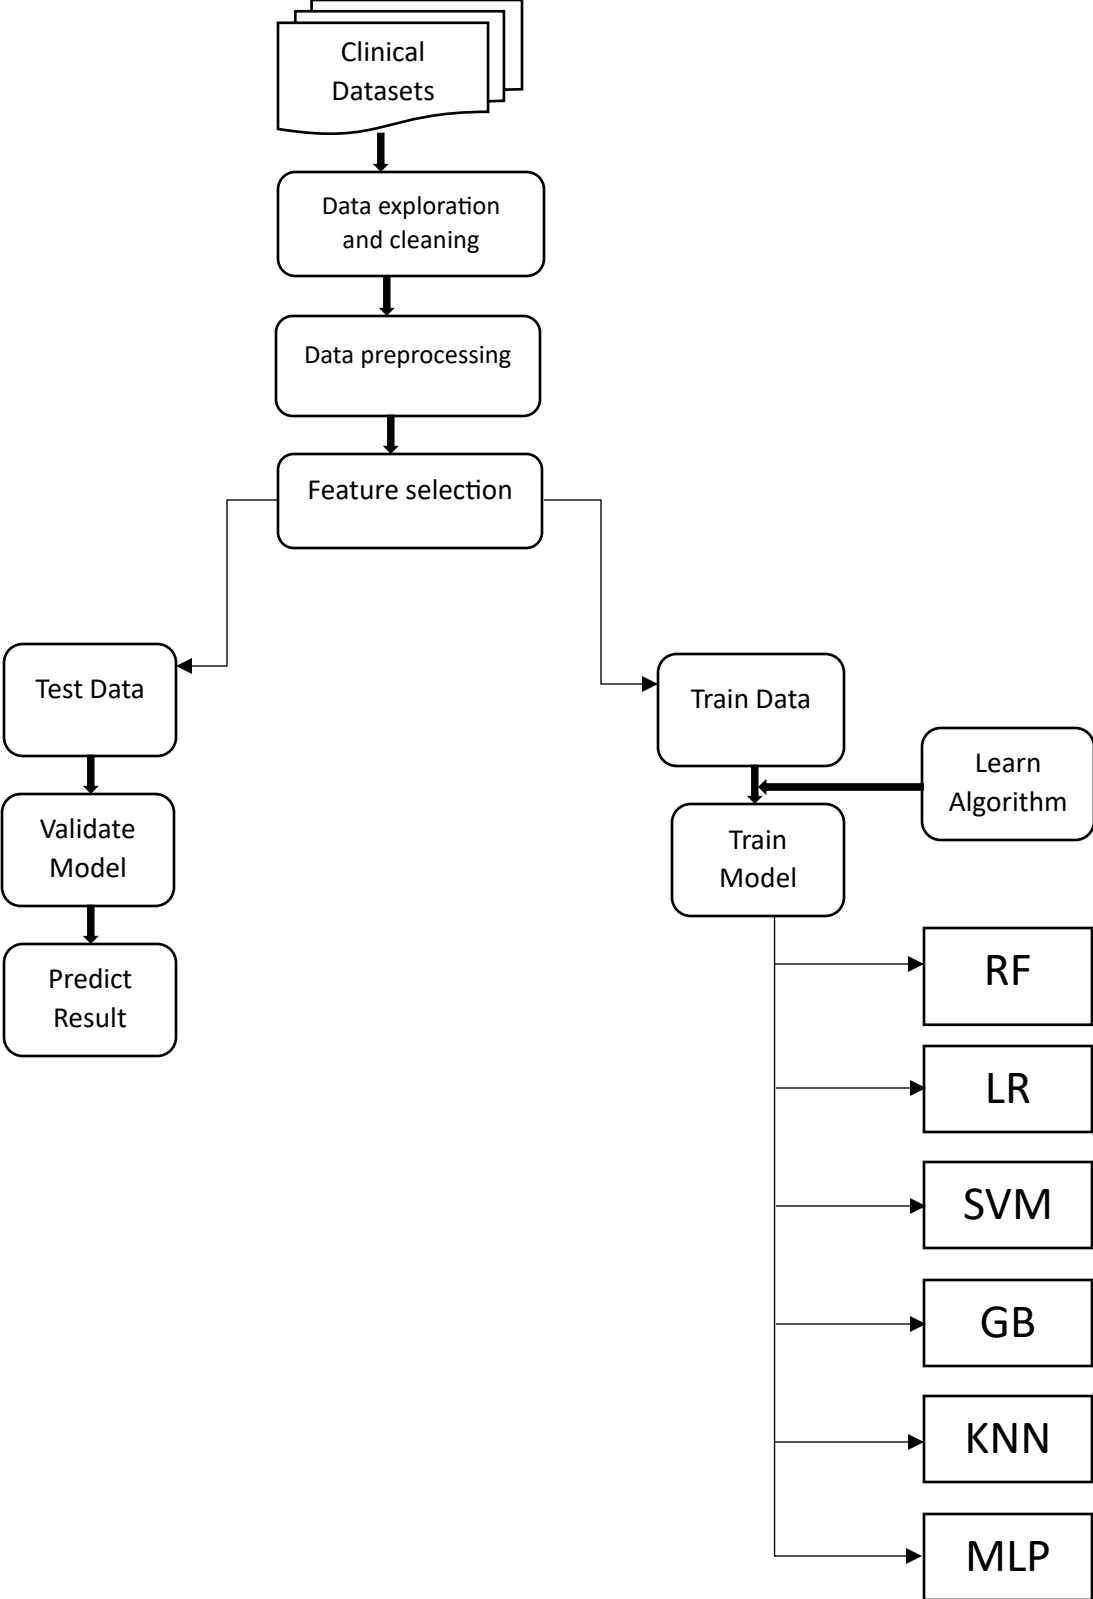 Clinical
Datasets
Data exploration
and cleaning
Data preprocessing
Feature selection
Test Data
Validate
Model
Predict
Result
Train Data
Learn
Algorithm
Train
Model
RF
LR
SVM
GB
KNN
MLP